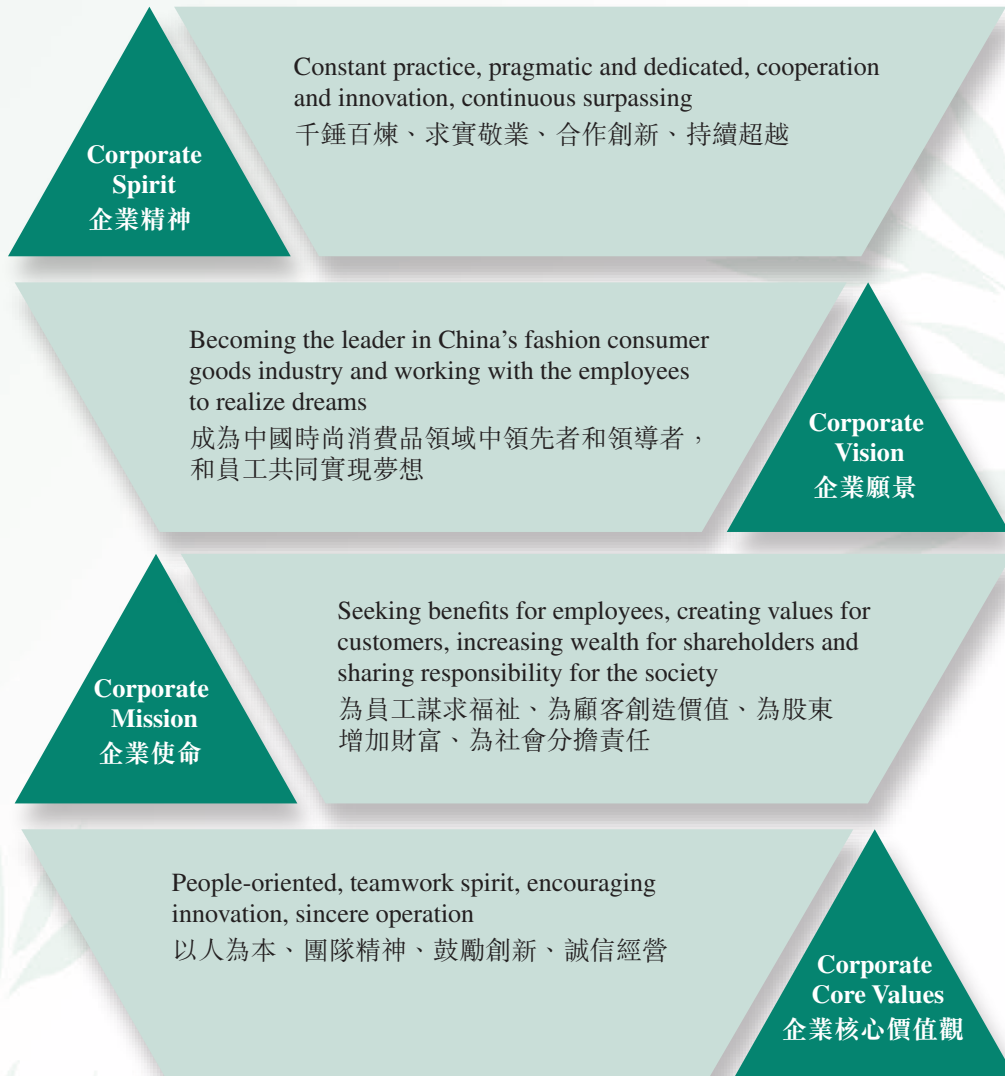 Corporate
Spirit
企業精神
Constant practice, pragmatic and dedicated, cooperation
and innovation, continuous surpassing
千錘百煉、求實敬業、合作創新、持續超越
Becoming the leader in China's fashion consumer
goods industry and working with the employees
to realize dreams
成為中國時尚消費品領域中領先者和領導者，
和員工共同實現夢想
Corporate
Vision
企業願景
Corporate
Mission
企業使命
Seeking benefits for employees, creating values for
customers, increasing wealth for shareholders and
sharing responsibility for the society
為員工謀求福祉、為顧客創造價值、為股東
增加財富、為社會分擔責任
People-oriented, teamwork spirit, encouraging
innovation, sincere operation
以人為本、團隊精神、鼓勵創新、誠信經營
Corporate
Core Values
企業核心價值觀